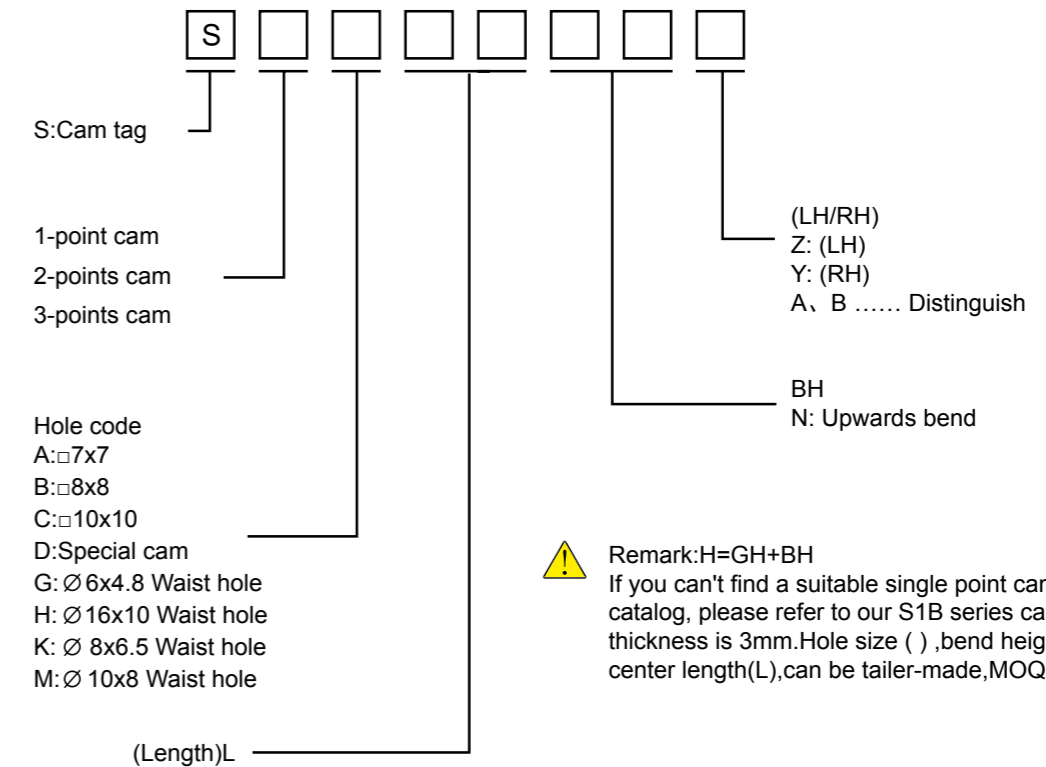 S
S:Cam tag
1-point cam
2-points cam
3-points cam
Hole code
A:□7x7
B:□8x8
C:□10x10
D:Special cam
G:∅6x4.8 Waist hole
H:∅16x10 Waist hole
K:∅ 8x6.5 Waist hole
M:∅ 10x8 Waist hole
(Length)L
(LH/RH)
Z: (LH)
Y: (RH)
A、B …… Distinguish
BH
N: Upwards bend
Remark:H=GH+BH
If you can't find a suitable single point
catalog, please refer to our S1B series
thickness is 3mm.Hole size ( ) ,bend
center length(L),can be tailer-made,MOQ